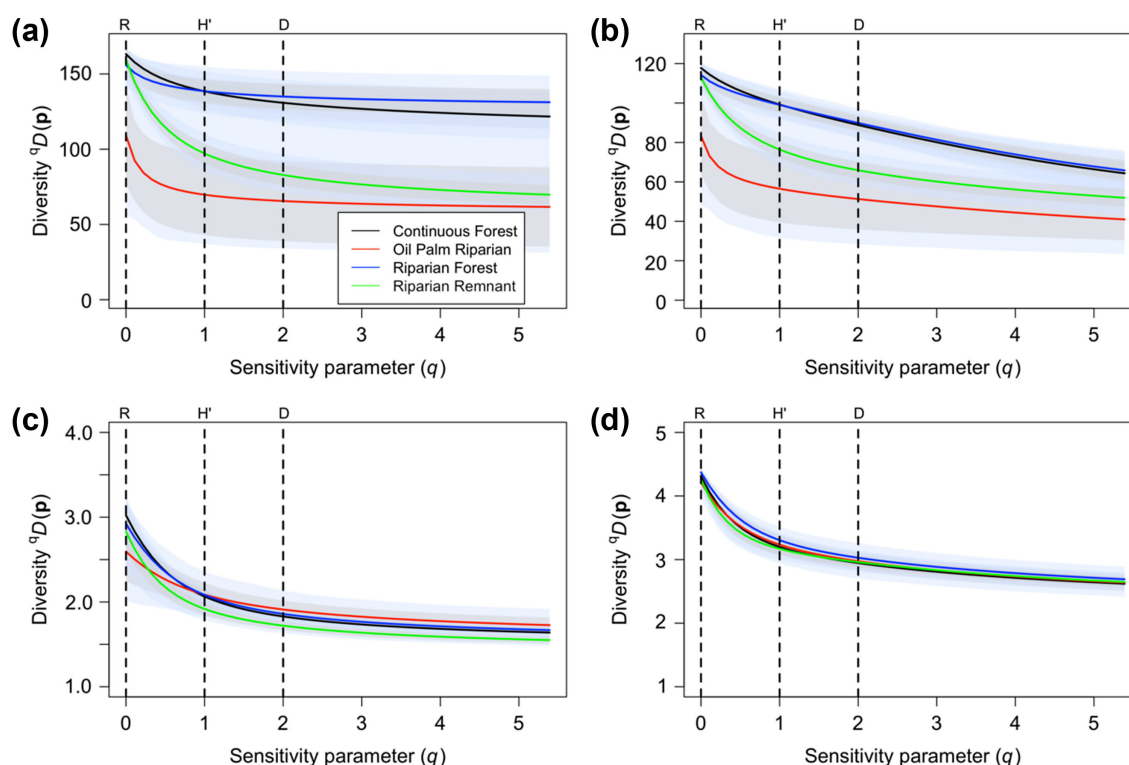 (a)
R H' D
Diversity qD(p)
150
100
50
0
Continuous Forest
Oil Palm Riparian
Riparian Forest
Riparian Remnant
0 1 2 3 4 5
Sensitivity parameter (q)
(b)
R H' D
Diversity qD(p)
120
80
60
40
20
0
0 1 2 3 4 5
Sensitivity parameter (q)
(c)
R H' D
Diversity qD(p)
4.0
3.0
2.0
1.0
0 1 2 3 4 5
Sensitivity parameter (q)
(d)
R H' D
Diversity qD(p)
5
4
3
2
1
0 1 2 3 4 5
Sensitivity parameter (q)